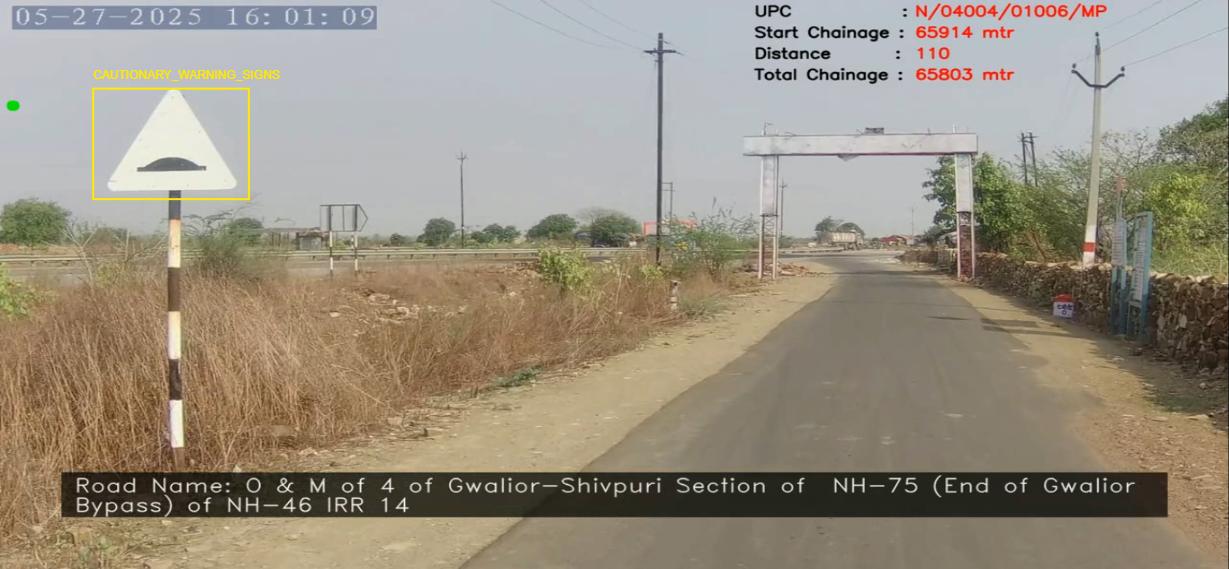 05-27-2025 16:01:09
UPC : N/04004/01006/MP
Start Chainage : 65914 mtr
Distance : 110
Total Chainage : 65803 mtr
CAUTIONARY_WARNING_SIGNS
Road Name: O & M of 4 of Gwalior-Shivpuri Section of NH-75 (End of Gwalior
Bypass) of NH-46 IRR 14